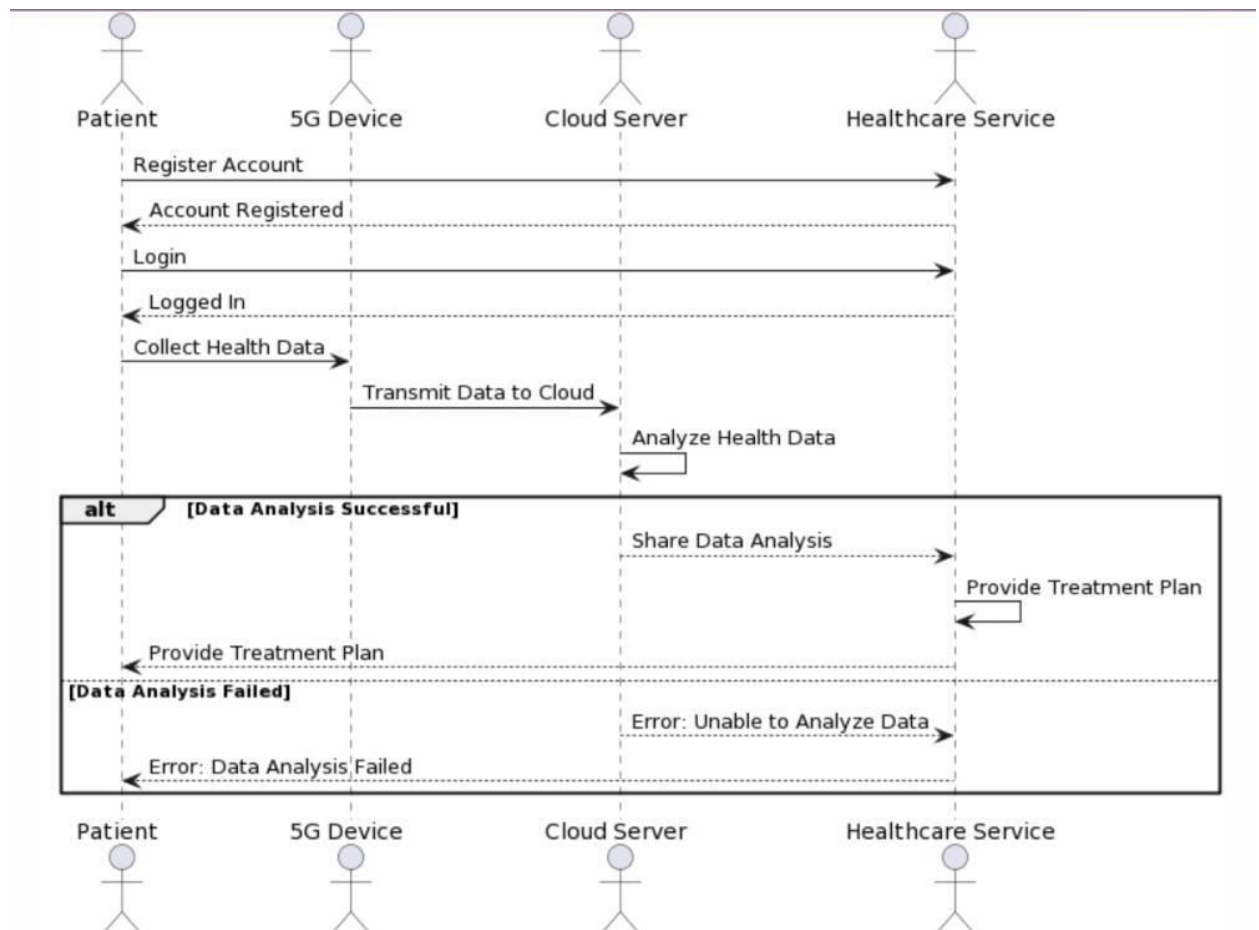 Patient 5G Device Cloud Server Healthcare Service
Register Account
Account Registered
Login
Logged In
Collect Health Data
Transmit Data to Cloud
Analyze Health Data
alt [Data Analysis Successful]
Share Data Analysis
Provide Treatment Plan
Provide Treatment Plan
[Data Analysis Failed]
Error: Unable to Analyze Data
Error: Data Analysis Failed
Patient 5G Device Cloud Server Healthcare Service